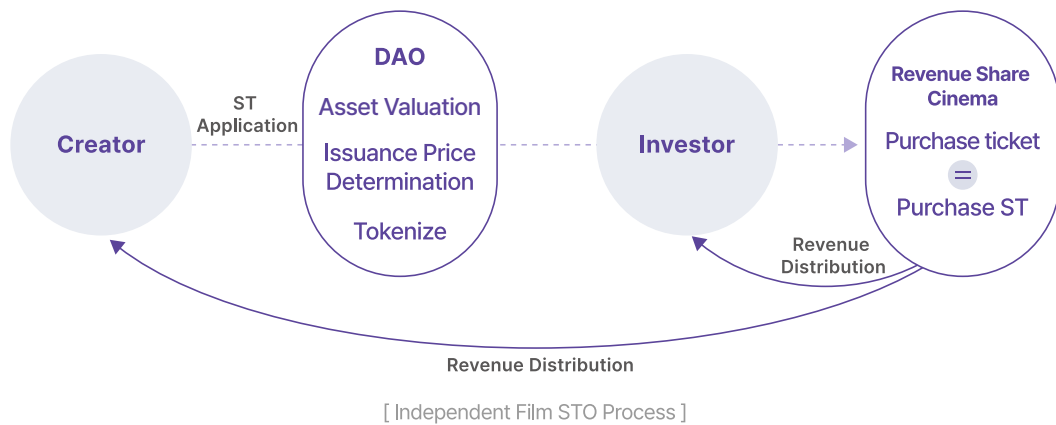 Creator
ST
Application
DAO
Asset Valuation
Issuance Price
Determination
Tokenize
Investor
Revenue Share
Cinema
Purchase ticket
=
Purchase ST
Revenue
Distribution
Revenue Distribution
[ Independent Film STO Process ]